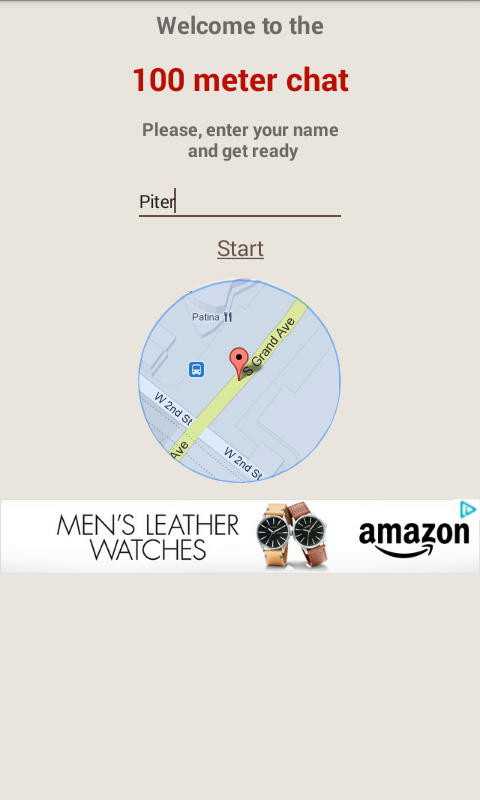 Welcome to the
100 meter chat
Please, enter your name
and get ready
Piter
Start
Patina
S Grand Ave
W 2nd St
Ave
W 2nd St
MEN'S LEATHER
WATCHES
amazon